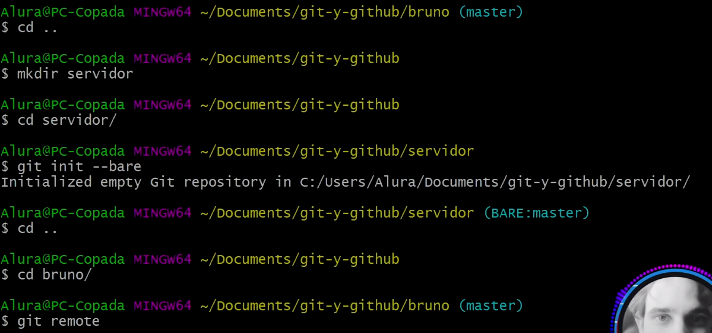 Alura@PC-Copada MINGW64 ~/Documents/git-y-github/bruno (master)
$ cd ..
Alura@PC-Copada MINGW64 ~/Documents/git-y-github
$ mkdir servidor
Alura@PC-Copada MINGW64 ~/Documents/git-y-github
$ cd servidor/
Alura@PC-Copada MINGW64 ~/Documents/git-y-github/servidor
$ git init --bare
Initialized empty Git repository in C:/Users/Alura/Documents/git-y-github/servidor/
Alura@PC-Copada MINGW64 ~/Documents/git-y-github/servidor (BARE:master)
$ cd ..
Alura@PC-Copada MINGW64 ~/Documents/git-y-github
$ cd bruno/
Alura@PC-Copada MINGW64 ~/Documents/git-y-github/bruno (master)
$ git remote